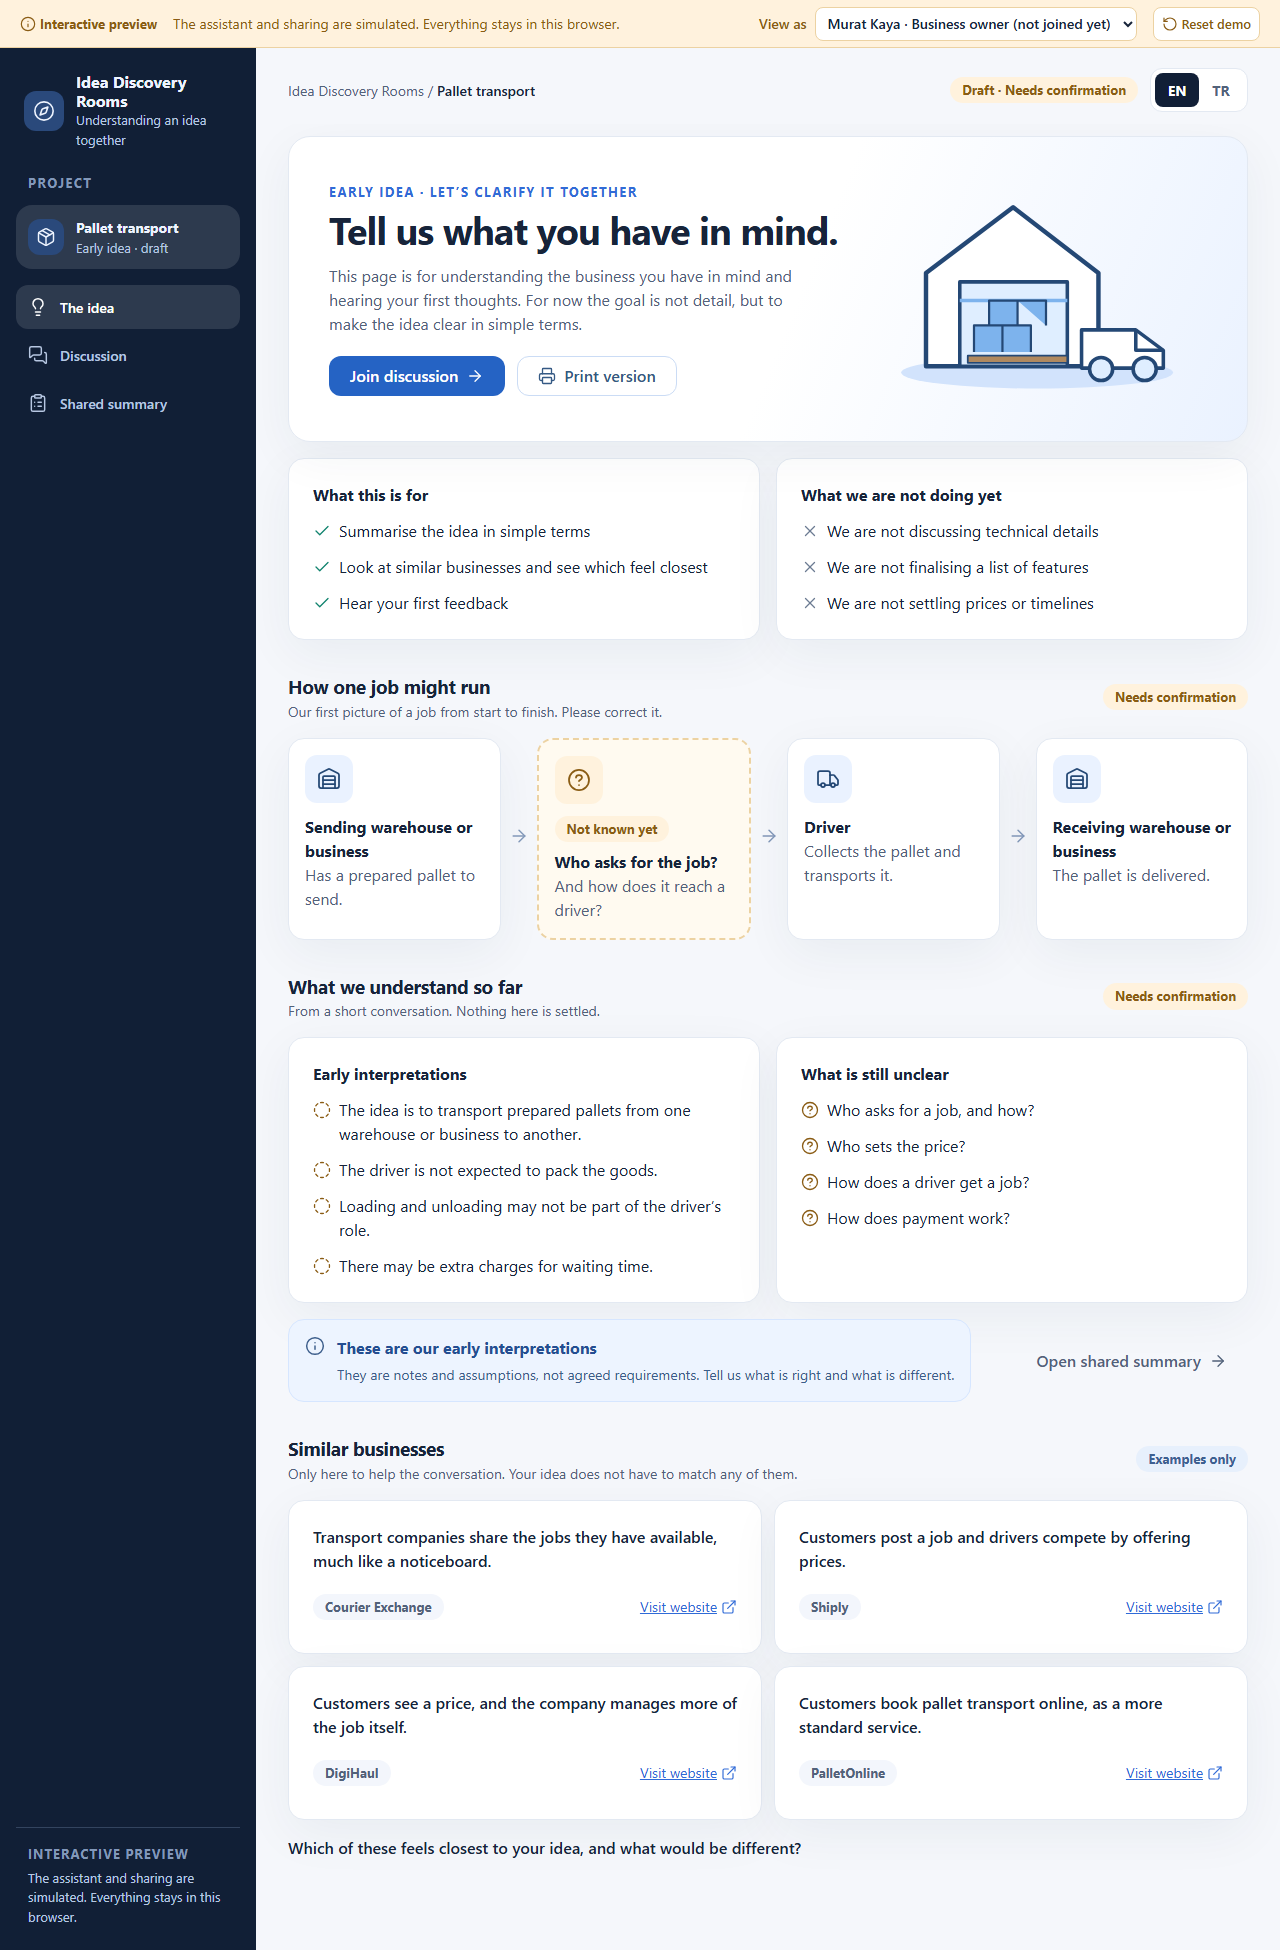 Interactive preview The assistant and sharing are simulated. Everything stays in this browser.
View as Murat Kaya · Business owner (not joined yet) Reset demo
Idea Discovery
Rooms
Understanding an idea
together
PROJECT
Pallet transport
Early idea · draft
The idea
Discussion
Shared summary
INTERACTIVE PREVIEW
The assistant and sharing are
simulated. Everything stays in this
browser.
Idea Discovery Rooms / Pallet transport
Draft · Needs confirmation
EN TR
EARLY IDEA · LET’S CLARIFY IT TOGETHER
Tell us what you have in mind.
This page is for understanding the business you have in mind and
hearing your first thoughts. For now the goal is not detail, but to
make the idea clear in simple terms.
Join discussion Print version
What this is for
Summarise the idea in simple terms
Look at similar businesses and see which feel closest
Hear your first feedback
What we are not doing yet
We are not discussing technical details
We are not finalising a list of features
We are not settling prices or timelines
How one job might run
Our first picture of a job from start to finish. Please correct it.
Needs confirmation
Sending warehouse or
business
Has a prepared pallet to
send.
Not known yet
Who asks for the job?
And how does it reach a
driver?
Driver
Collects the pallet and
transports it.
Receiving warehouse or
business
The pallet is delivered.
What we understand so far
From a short conversation. Nothing here is settled.
Needs confirmation
Early interpretations
The idea is to transport prepared pallets from one
warehouse or business to another.
The driver is not expected to pack the goods.
Loading and unloading may not be part of the driver’s
role.
There may be extra charges for waiting time.
What is still unclear
Who asks for a job, and how?
Who sets the price?
How does a driver get a job?
How does payment work?
These are our early interpretations
They are notes and assumptions, not agreed requirements. Tell us what is right and what is different.
Open shared summary
Similar businesses
Only here to help the conversation. Your idea does not have to match any of them.
Examples only
Transport companies share the jobs they have available,
much like a noticeboard.
Courier Exchange Visit website
Customers post a job and drivers compete by offering
prices.
Shiply Visit website
Customers see a price, and the company manages more of
the job itself.
DigiHaul Visit website
Customers book pallet transport online, as a more
standard service.
PalletOnline Visit website
Which of these feels closest to your idea, and what would be different?